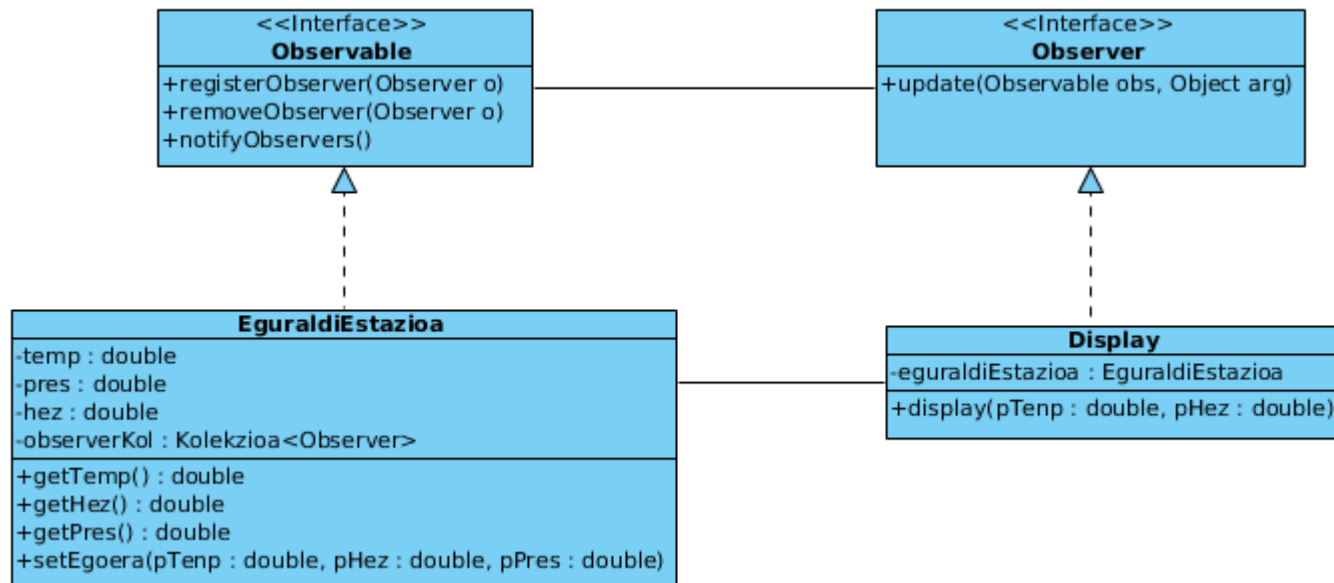 <<Interface>>
Observable
+registerObserver(Observer o)
+removeObserver(Observer o)
+notifyObservers()
<<Interface>>
Observer
+update(Observable obs, Object arg)
EguraldiEstazioa
-temp : double
-pres : double
-hez : double
-observerKol : Kolekzioa<Observer>
+getTemp() : double
+getHez() : double
+getPres() : double
+setEgoera(pTenp : double, pHez : double, pPres : double)
Display
-eguraldiEstazioa : EguraldiEstazioa
+display(pTenp : double, pHez : double)